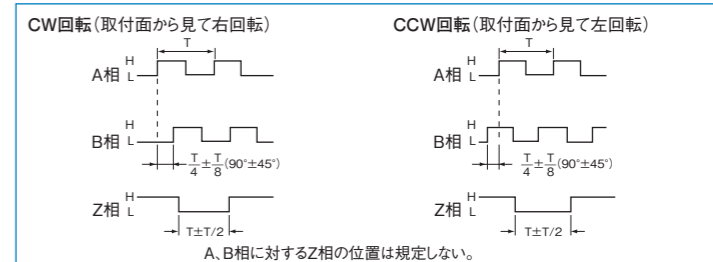 CW回転(取付面から見て右回転)
T
A相 H L
B相 H L
T/4±T/8(90°±45°)
Z相 H L
T±T/2
CCW回転(取付面から見て左回転)
T
A相 H L
B相 H L
T/4±T/8(90°±45°)
Z相 H L
T±T/2
A、B相に対するZ相の位置は規定しない。